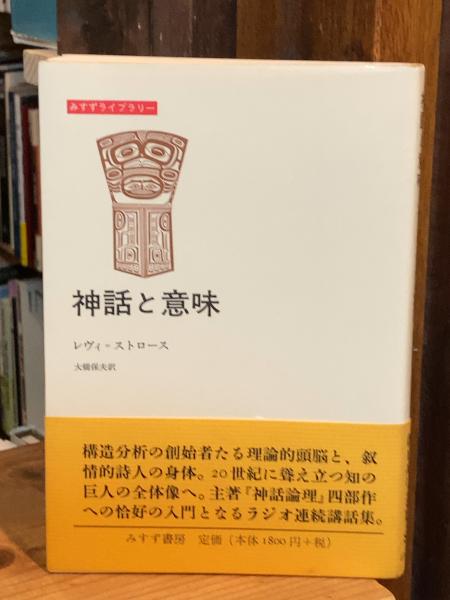 みすずライブラリー
神話と意味
レヴィ゠ストロース
大橋保夫訳
構造分析の創始者たる理論的頭脳と、叙
情的詩人の身体。20世紀に聳え立つ知の
巨人の全体像へ。主著『神話論理』四部作
への恰好の入門となるラジオ連続講話集。
みすず書房 定価（本体1800円+税）